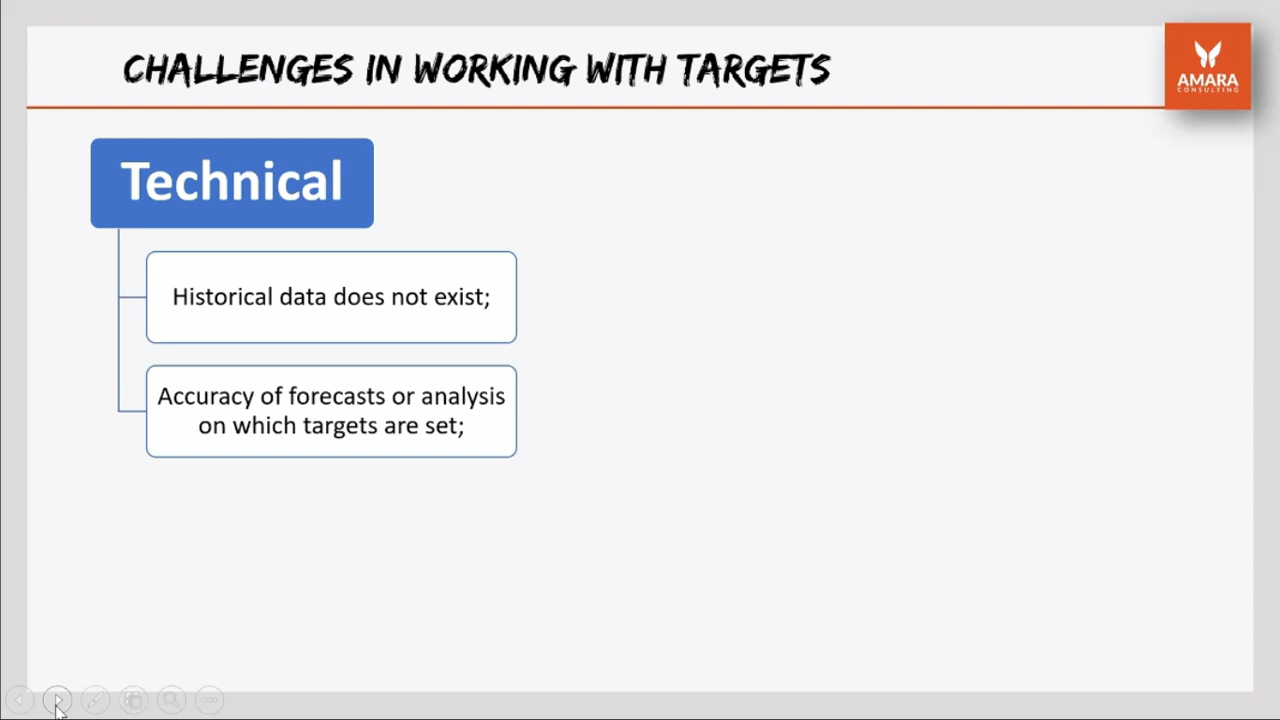 CHALLENGES IN WORKING WITH TARGETS
AMARA
CONSULTING
Technical
Historical data does not exist;
Accuracy of forecasts or analysis
on which targets are set;